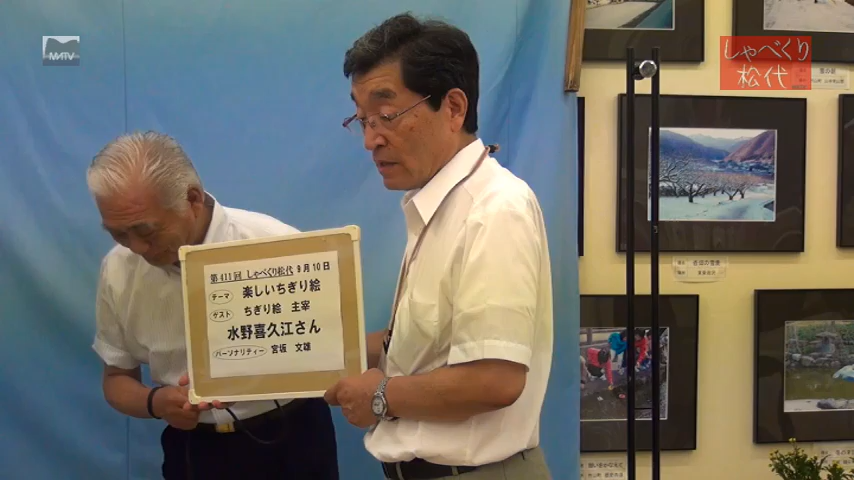 MATV
しゃべくり
松代
第411回 しゃべくり松代 9月10日
テーマ 楽しいちぎり絵
ゲスト ちぎり絵 主宰
水野喜久江さん
パーソナリティー 宮坂 文雄